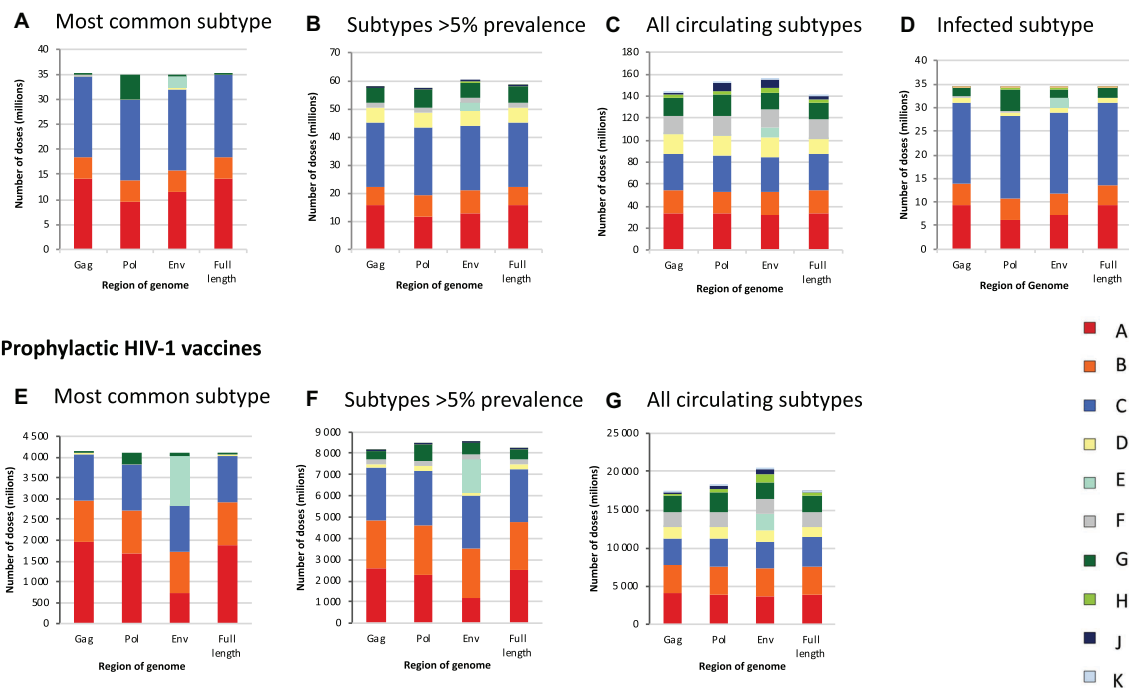 A Most common subtype
Number of doses (millions)
40
35
30
25
20
15
10
5
0
Gag Pol Env Full
length
Region of genome
B Subtypes >5% prevalence
Number of doses (millions)
70
60
50
40
30
20
10
0
Gag Pol Env Full
length
Region of genome
C All circulating subtypes
Number of doses (millions)
180
160
140
120
100
80
60
40
20
0
Gag Pol Env Full
length
Region of genome
D Infected subtype
Number of doses (millions)
40
35
30
25
20
15
10
5
0
Gag Pol Env Full
length
Region of Genome
Prophylactic HIV-1 vaccines
E Most common subtype
Number of doses (milions)
4 500
4 000
3 500
3 000
2 500
2 000
1 500
1 000
500
0
Gag Pol Env Full
length
Region of genome
F Subtypes >5% prevalence
Number of doses (milions)
9 000
8 000
7 000
6 000
5 000
4 000
3 000
2 000
1 000
0
Gag Pol Env Full
length
Region of genome
G All circulating subtypes
Number of doses (milions)
25 000
20 000
15 000
10 000
5 000
0
Gag Pol Env Full
length
Region of genome
A
B
C
D
E
F
G
H
J
K